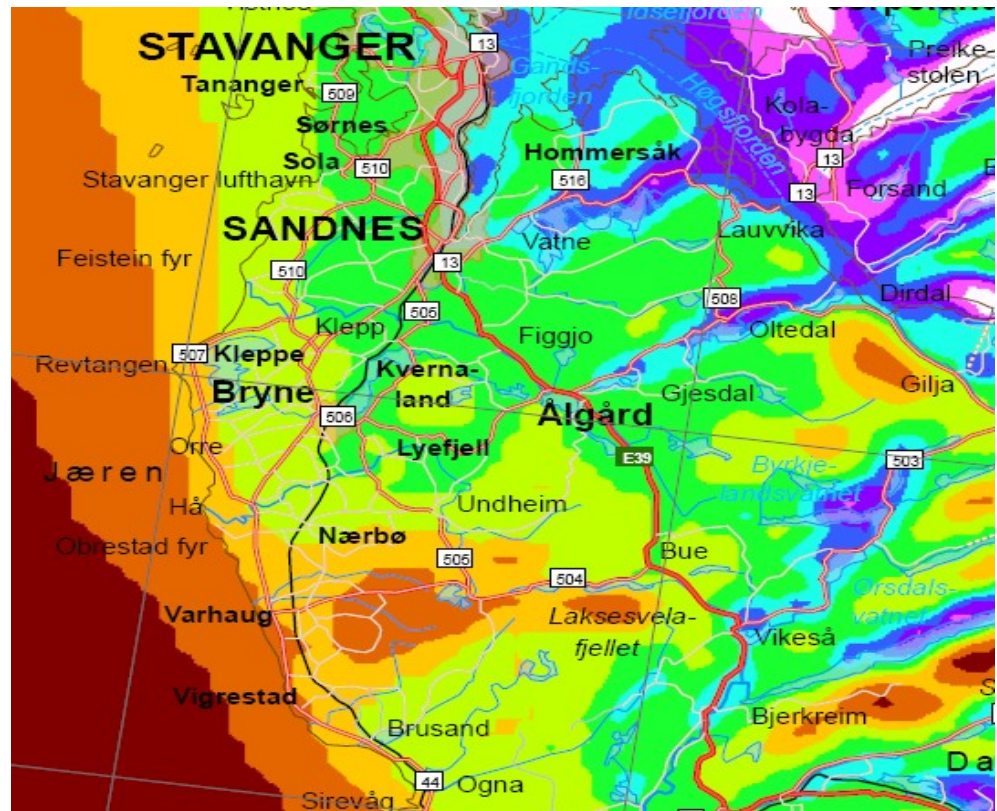 STAVANGER
13
Gands-
fjorden
Idsefjorden
Preike-
stolen
Tananger
509
Høgsfjorden
Kola-
bygda
Sørnes
Sola
510
Hommersåk
516
13
13
Forsand
Stavanger lufthavn
SANDNES
Vatne
Lauvvika
Feistein fyr
510
13
508
Dirdal
505
Klepp
Figgjo
Oltedal
507
Kleppe
Revtangen
Kverna-
land
Gjesdal
Gilja
Bryne
506
Ålgård
Orre
Lyefjell
E39
503
Jæren
Byrkje-
landsvatnet
Hå
Undheim
Obrestad fyr
Nærbø
505
Bue
504
Ørsdals-
vatnet
Varhaug
Laksesvela-
fjellet
Vikeså
Vigrestad
Brusand
Bjerkreim
Da
44
Ogna
Sirevåg